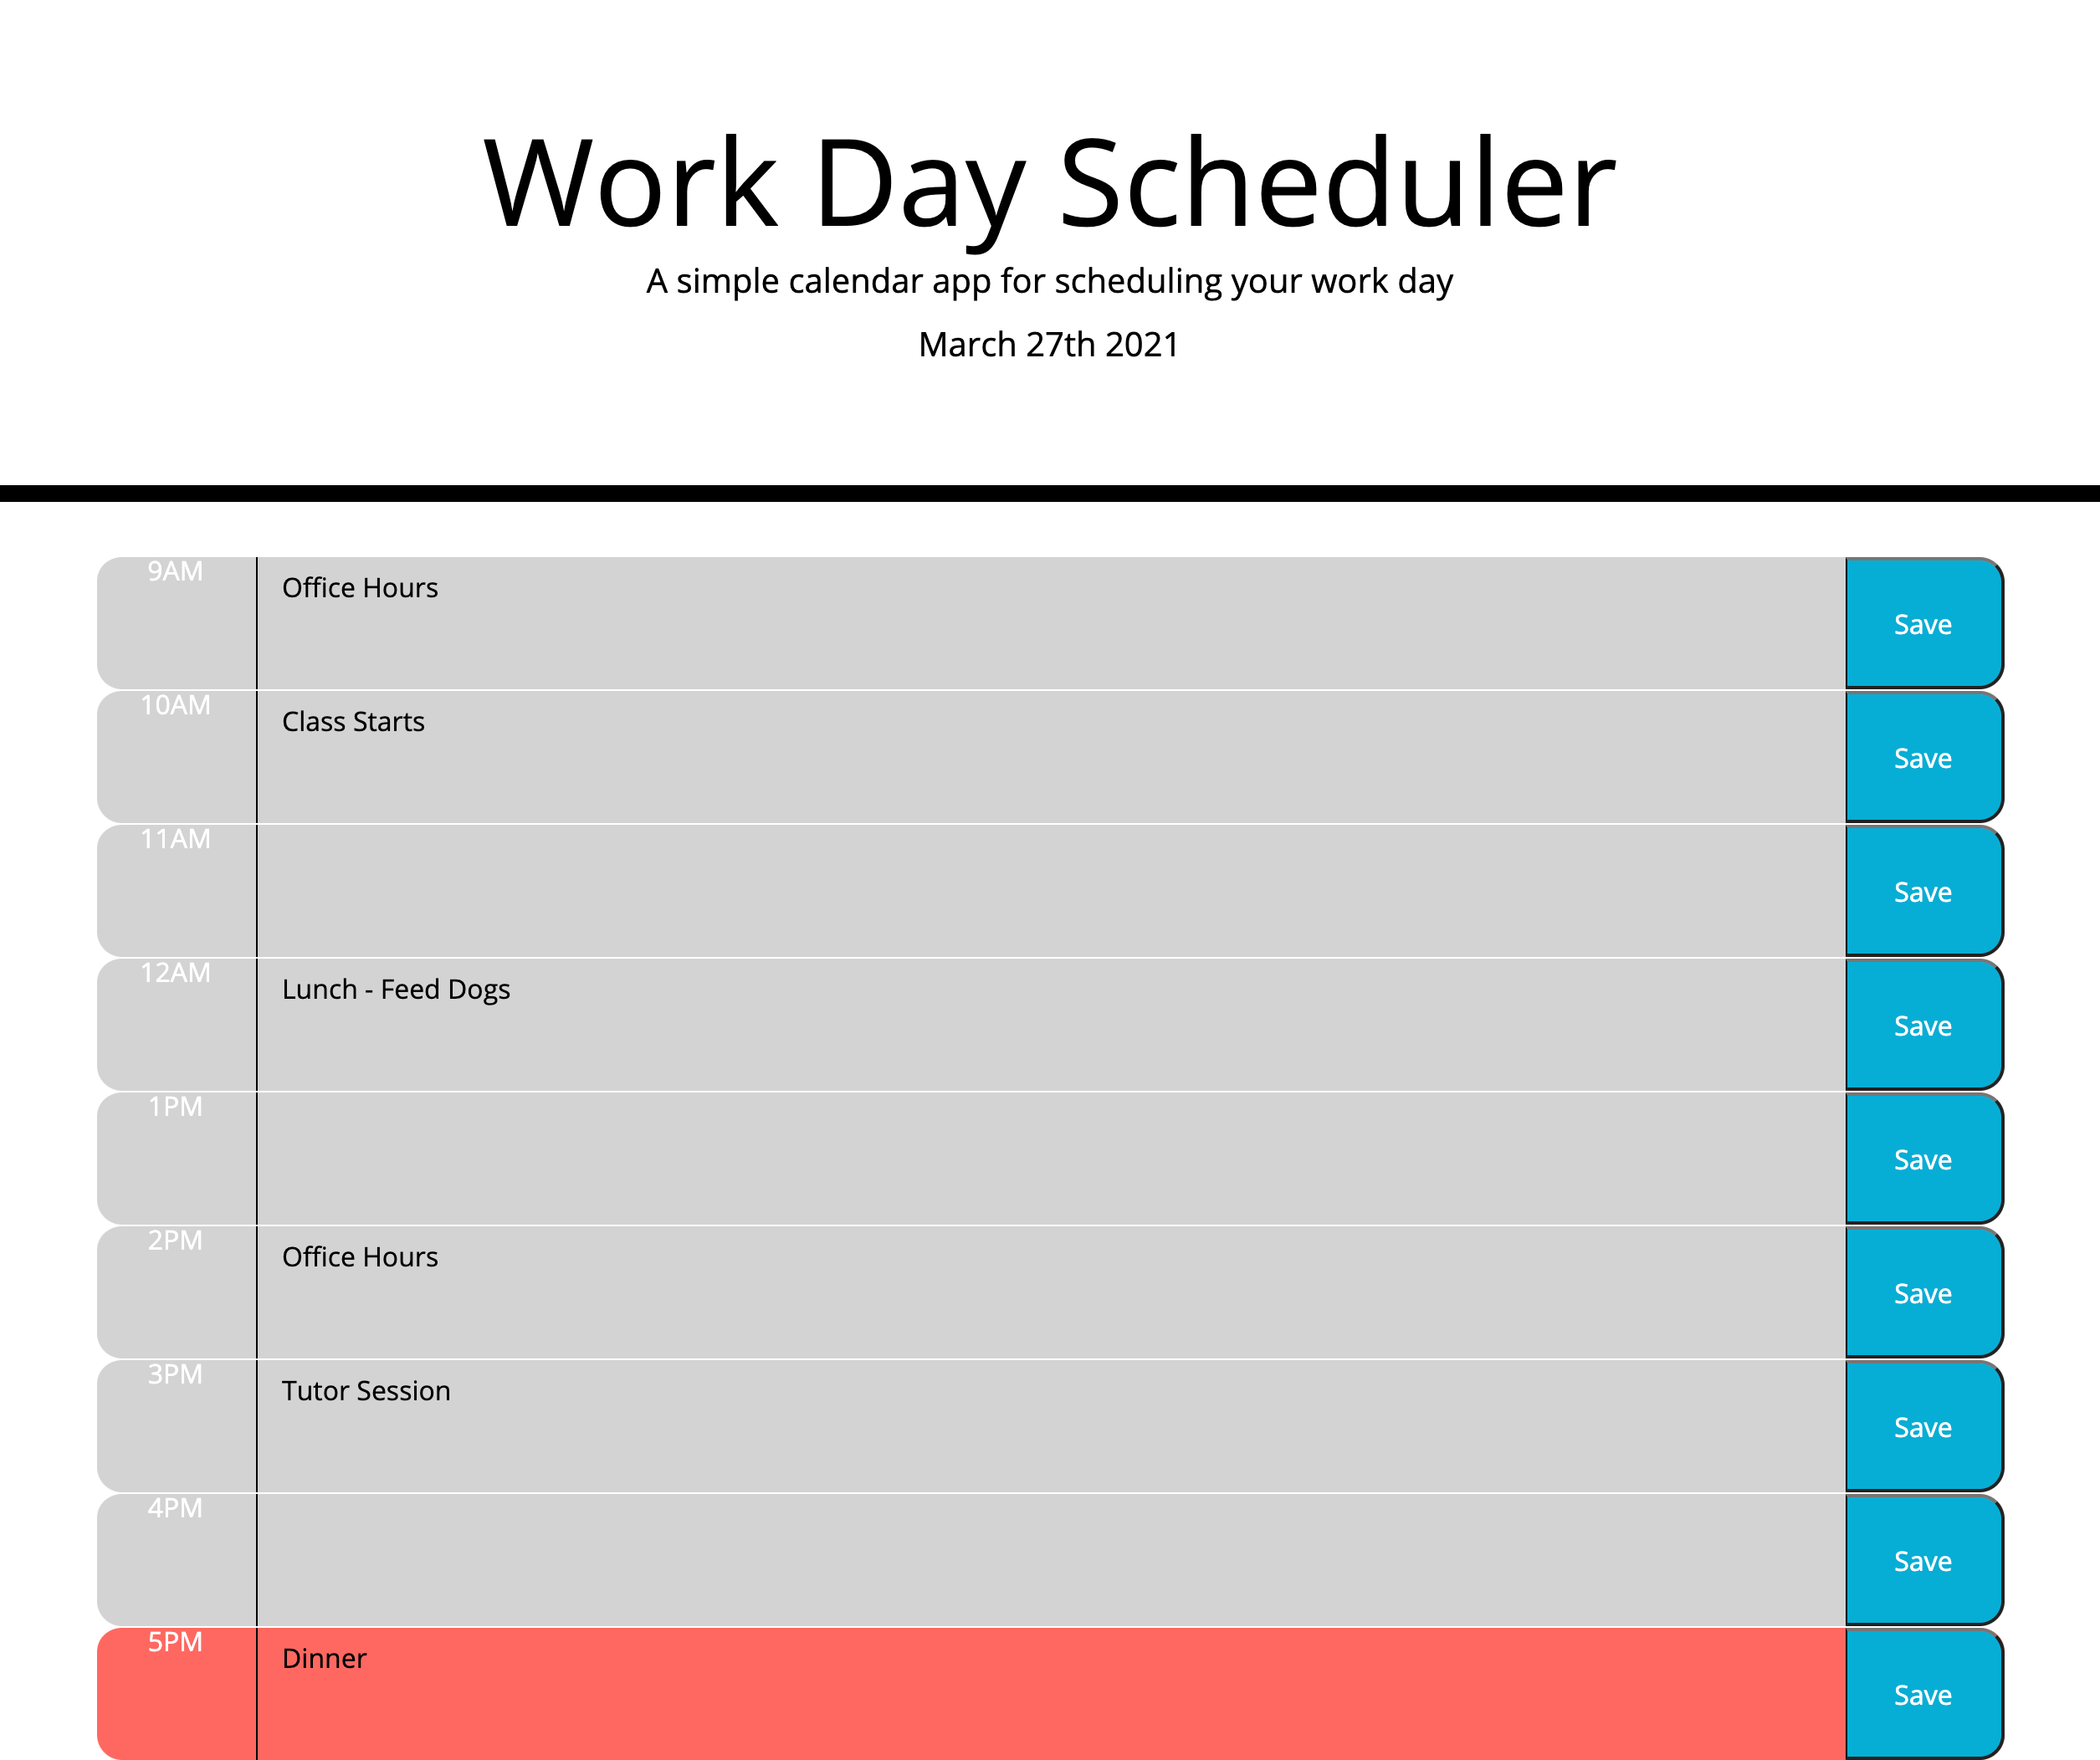 Work Day Scheduler
A simple calendar app for scheduling your work day
March 27th 2021
9AM Office Hours Save
10AM Class Starts Save
11AM Save
12AM Lunch - Feed Dogs Save
1PM Save
2PM Office Hours Save
3PM Tutor Session Save
4PM Save
5PM Dinner Save